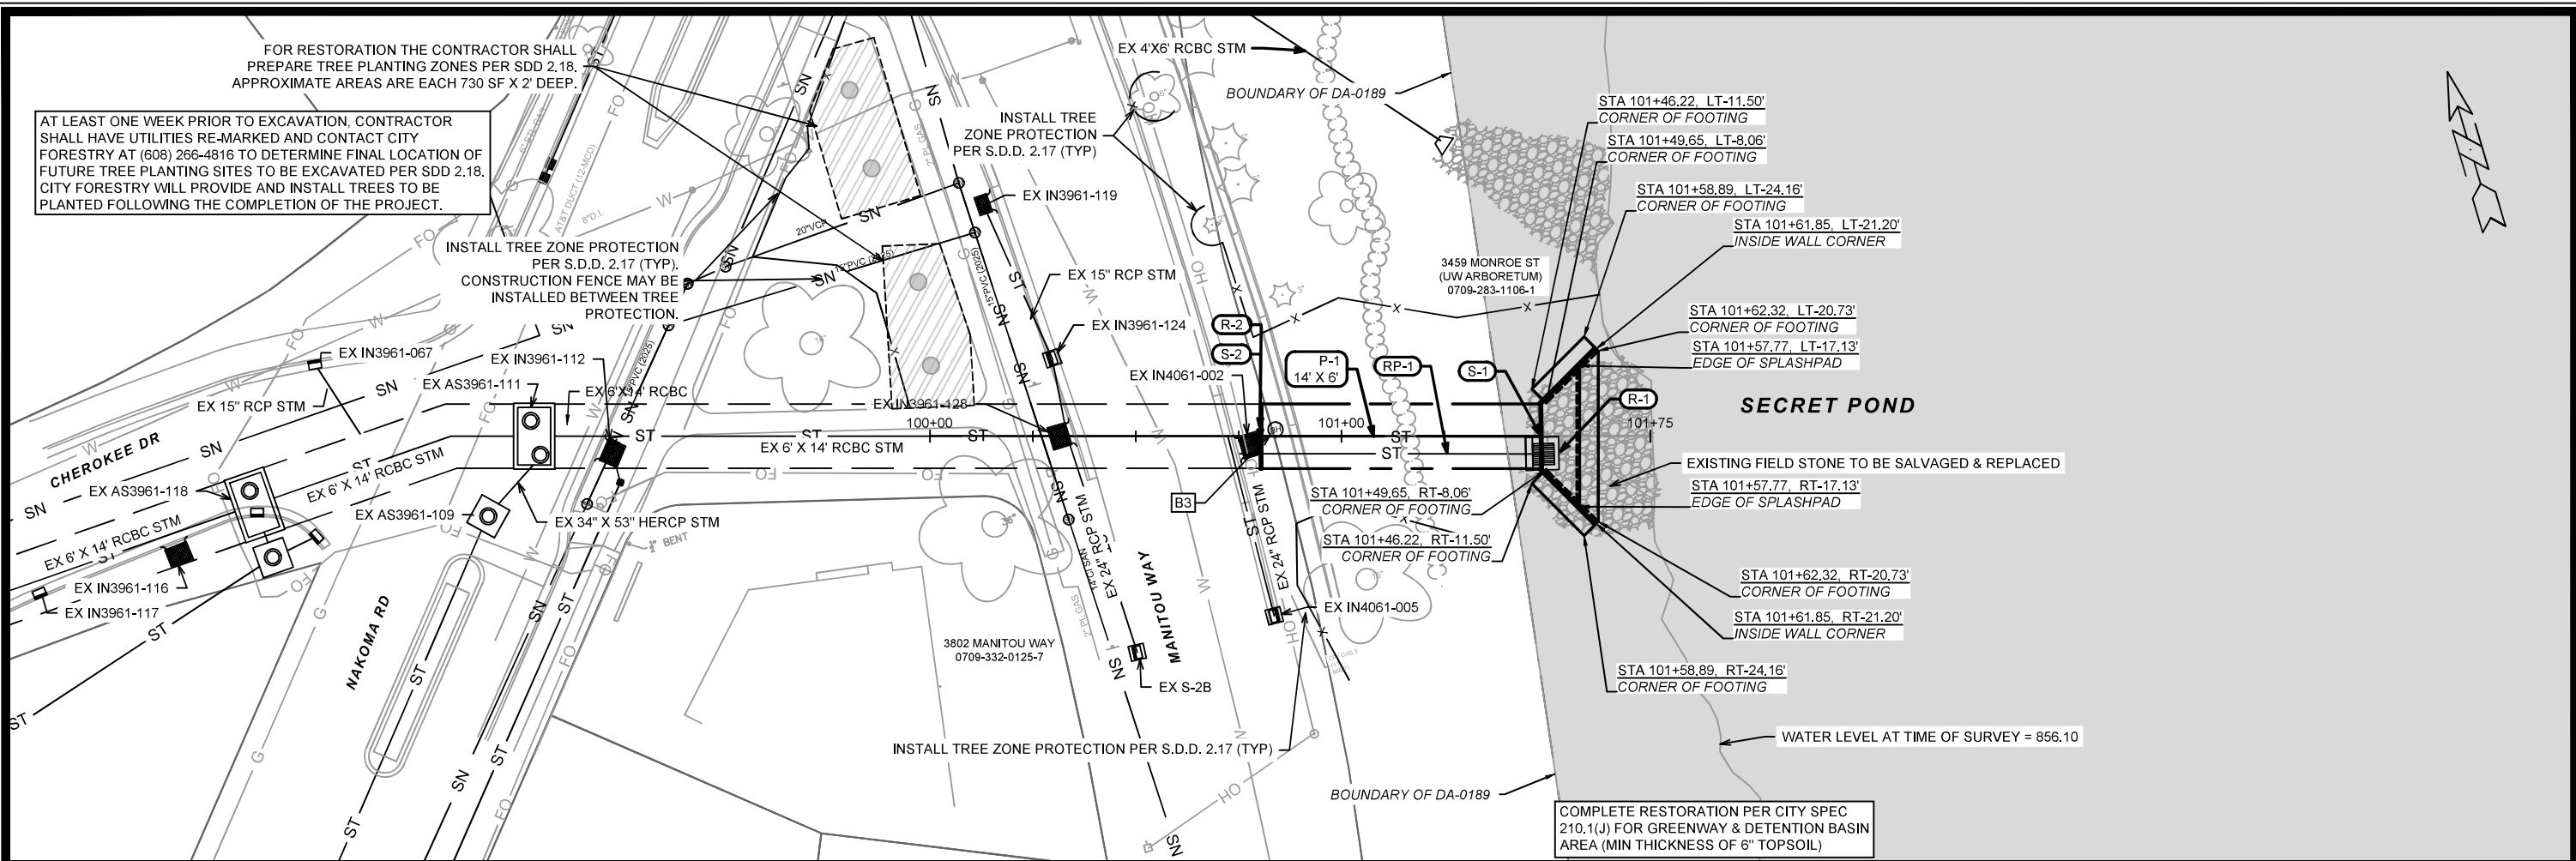 FOR RESTORATION THE CONTRACTOR SHALL
PREPARE TREE PLANTING ZONES PER SDD 2.18.
APPROXIMATE AREAS ARE EACH 730 SF X 2' DEEP.
AT LEAST ONE WEEK PRIOR TO EXCAVATION, CONTRACTOR
SHALL HAVE UTILITIES RE-MARKED AND CONTACT CITY
FORESTRY AT (608) 266-4816 TO DETERMINE FINAL LOCATION OF
FUTURE TREE PLANTING SITES TO BE EXCAVATED PER SDD 2.18.
CITY FORESTRY WILL PROVIDE AND INSTALL TREES TO BE
PLANTED FOLLOWING THE COMPLETION OF THE PROJECT.
INSTALL TREE ZONE PROTECTION
PER S.D.D. 2.17 (TYP).
CONSTRUCTION FENCE MAY BE
INSTALLED BETWEEN TREE
PROTECTION.
AT&T DUCT (12-MCD)
8"D.I.
20"VCP
15"PVC (2025)
15"PVC (2025)
2" PL GAS
EX 4'X6' RCBC STM
BOUNDARY OF DA-0189
INSTALL TREE
ZONE PROTECTION
PER S.D.D. 2.17 (TYP)
EX IN3961-119
EX 15" RCP STM
EX IN3961-124
EX IN4061-002
EX IN3961-128
EX IN3961-067
EX IN3961-112
EX AS3961-111
EX 6'X14' RCBC
EX 15" RCP STM
CHEROKEE DR
EX 6' X 14' RCBC STM
EX AS3961-118
EX 6' X 14' RCBC STM
EX AS3961-109
EX 34" X 53" HERCP STM
EX IN3961-116
EX IN3961-117
NAKOMA RD
BENT
100+00
EX 6' X 14' RCBC STM
101+00
101+75
R-2
S-2
P-1
14' X 6'
RP-1
S-1
R-1
B3
3459 MONROE ST
(UW ARBORETUM)
0709-283-1106-1
STA 101+46.22, LT-11.50'
CORNER OF FOOTING
STA 101+49.65, LT-8.06'
CORNER OF FOOTING
STA 101+58.89, LT-24.16'
CORNER OF FOOTING
STA 101+61.85, LT-21.20'
INSIDE WALL CORNER
STA 101+62.32, LT-20.73'
CORNER OF FOOTING
STA 101+57.77, LT-17.13'
EDGE OF SPLASHPAD
SECRET POND
EXISTING FIELD STONE TO BE SALVAGED & REPLACED
STA 101+57.77, RT-17.13'
EDGE OF SPLASHPAD
STA 101+49.65, RT-8.06'
CORNER OF FOOTING
STA 101+46.22, RT-11.50'
CORNER OF FOOTING
STA 101+62.32, RT-20.73'
CORNER OF FOOTING
STA 101+61.85, RT-21.20'
INSIDE WALL CORNER
STA 101+58.89, RT-24.16'
CORNER OF FOOTING
EX 24" RCP STM
EX 24" RCP STM
2" PL GAS
MANITOU WAY
EX IN4061-005
3802 MANITOU WAY
0709-332-0125-7
EX S-2B
INSTALL TREE ZONE PROTECTION PER S.D.D. 2.17 (TYP)
WATER LEVEL AT TIME OF SURVEY = 856.10
BOUNDARY OF DA-0189
COMPLETE RESTORATION PER CITY SPEC
210.1(J) FOR GREENWAY & DETENTION BASIN
AREA (MIN THICKNESS OF 6" TOPSOIL)